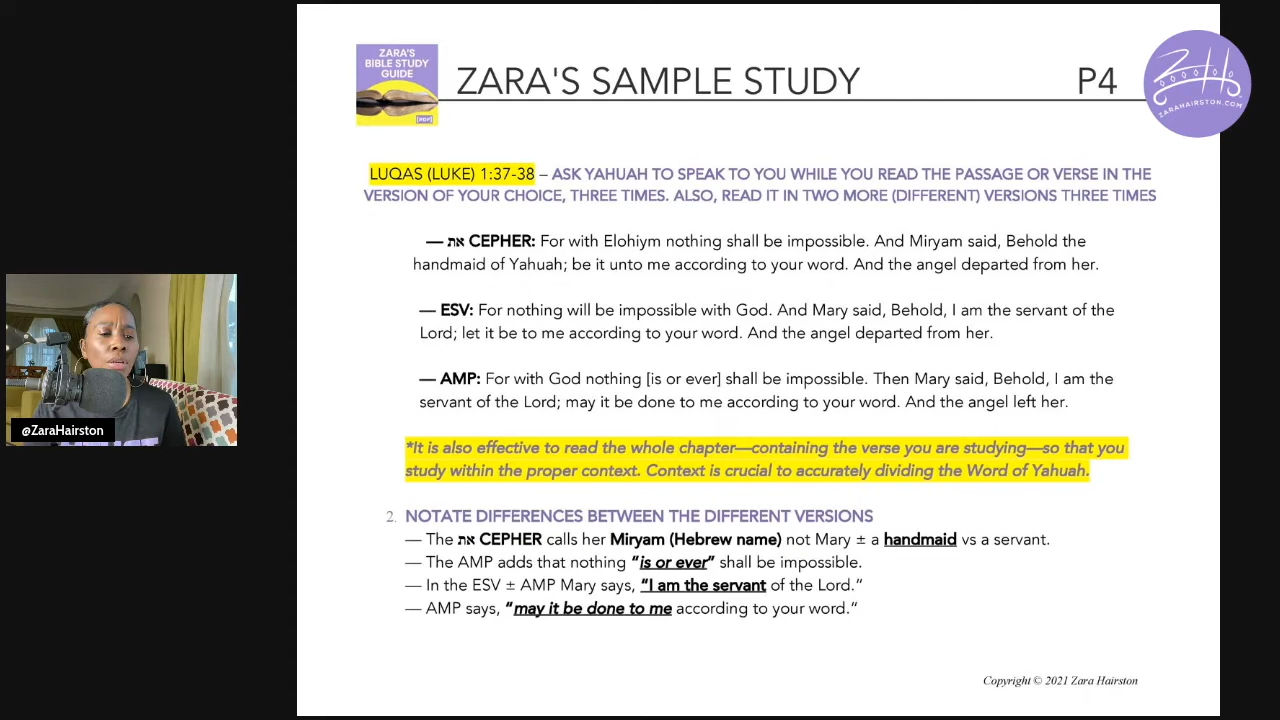 ZARA'S
BIBLE STUDY
GUIDE
[PDF]
ZARA'S SAMPLE STUDY
P4
ZARAHAIRSTON.COM
LUQAS (LUKE) 1:37-38 – ASK YAHUAH TO SPEAK TO YOU WHILE YOU READ THE PASSAGE OR VERSE IN THE
VERSION OF YOUR CHOICE, THREE TIMES. ALSO, READ IT IN TWO MORE (DIFFERENT) VERSIONS THREE TIMES
— את CEPHER: For with Elohiym nothing shall be impossible. And Miryam said, Behold the
handmaid of Yahuah; be it unto me according to your word. And the angel departed from her.
— ESV: For nothing will be impossible with God. And Mary said, Behold, I am the servant of the
Lord; let it be to me according to your word. And the angel departed from her.
— AMP: For with God nothing [is or ever] shall be impossible. Then Mary said, Behold, I am the
servant of the Lord; may it be done to me according to your word. And the angel left her.
*It is also effective to read the whole chapter—containing the verse you are studying—so that you
study within the proper context. Context is crucial to accurately dividing the Word of Yahuah.
2. NOTATE DIFFERENCES BETWEEN THE DIFFERENT VERSIONS
— The את CEPHER calls her Miryam (Hebrew name) not Mary ± a handmaid vs a servant.
— The AMP adds that nothing “is or ever” shall be impossible.
— In the ESV ± AMP Mary says, “I am the servant of the Lord.“
— AMP says, “may it be done to me according to your word.“
Copyright © 2021 Zara Hairston
@ZaraHairston